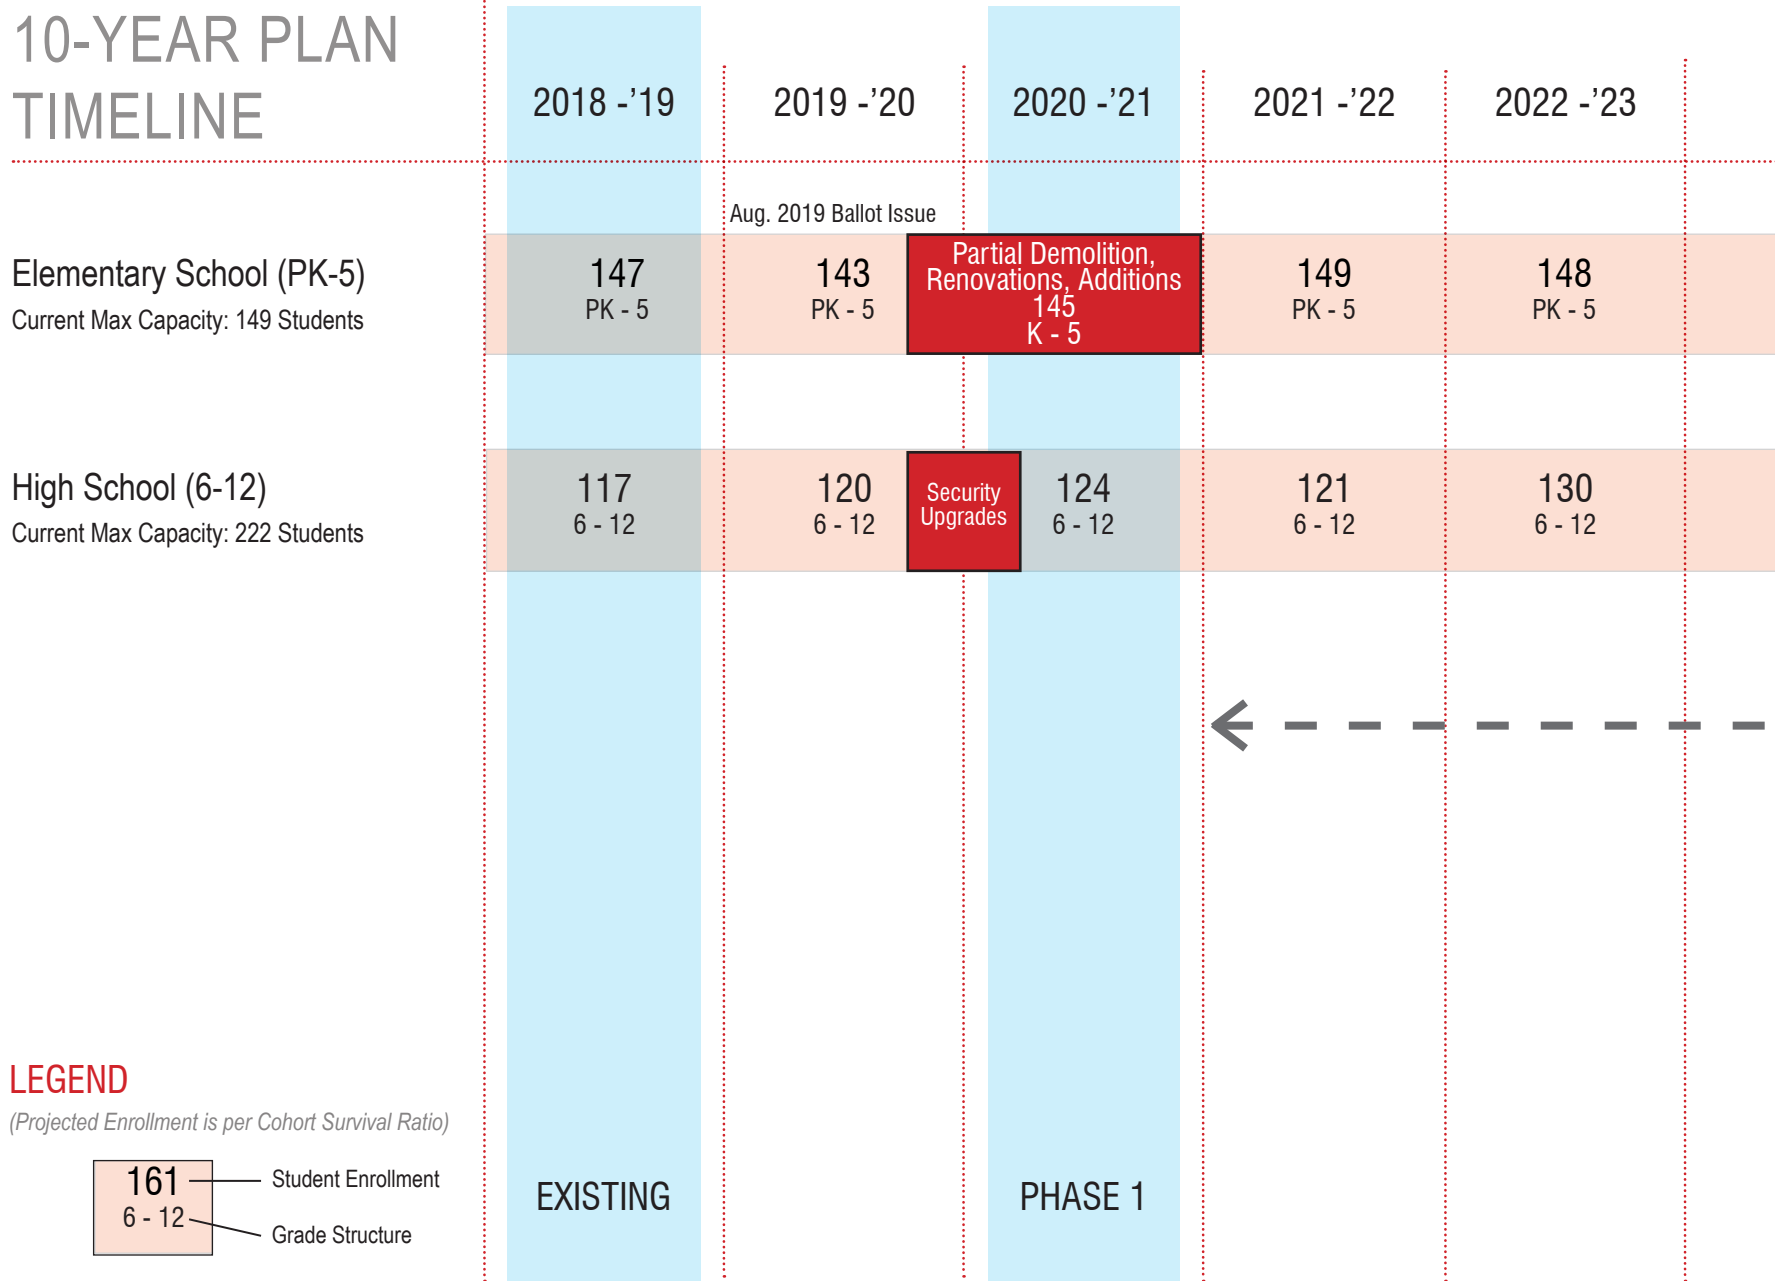 10-YEAR PLAN
TIMELINE
2018 -’19
2019 -’20
2020 -’21
2021 -’22
2022 -’23
Aug. 2019 Ballot Issue
Elementary School (PK-5)
Current Max Capacity: 149 Students
147
PK - 5
143
PK - 5
Partial Demolition,
Renovations, Additions
145
K - 5
149
PK - 5
148
PK - 5
High School (6-12)
Current Max Capacity: 222 Students
117
6 - 12
120
6 - 12
Security
Upgrades
124
6 - 12
121
6 - 12
130
6 - 12
LEGEND
(Projected Enrollment is per Cohort Survival Ratio)
161
6 - 12
Student Enrollment
Grade Structure
EXISTING
PHASE 1